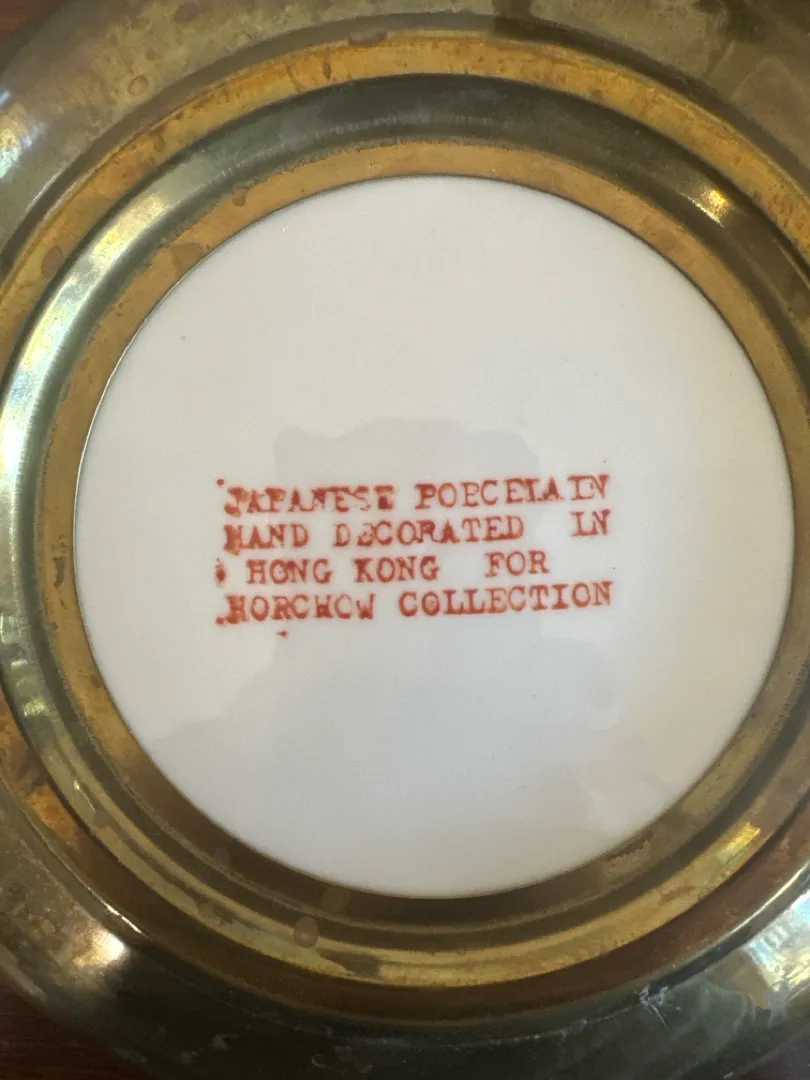 JAPANESE PORCELAIN
HAND DECORATED IN
HONG KONG FOR
HORCHOW COLLECTION